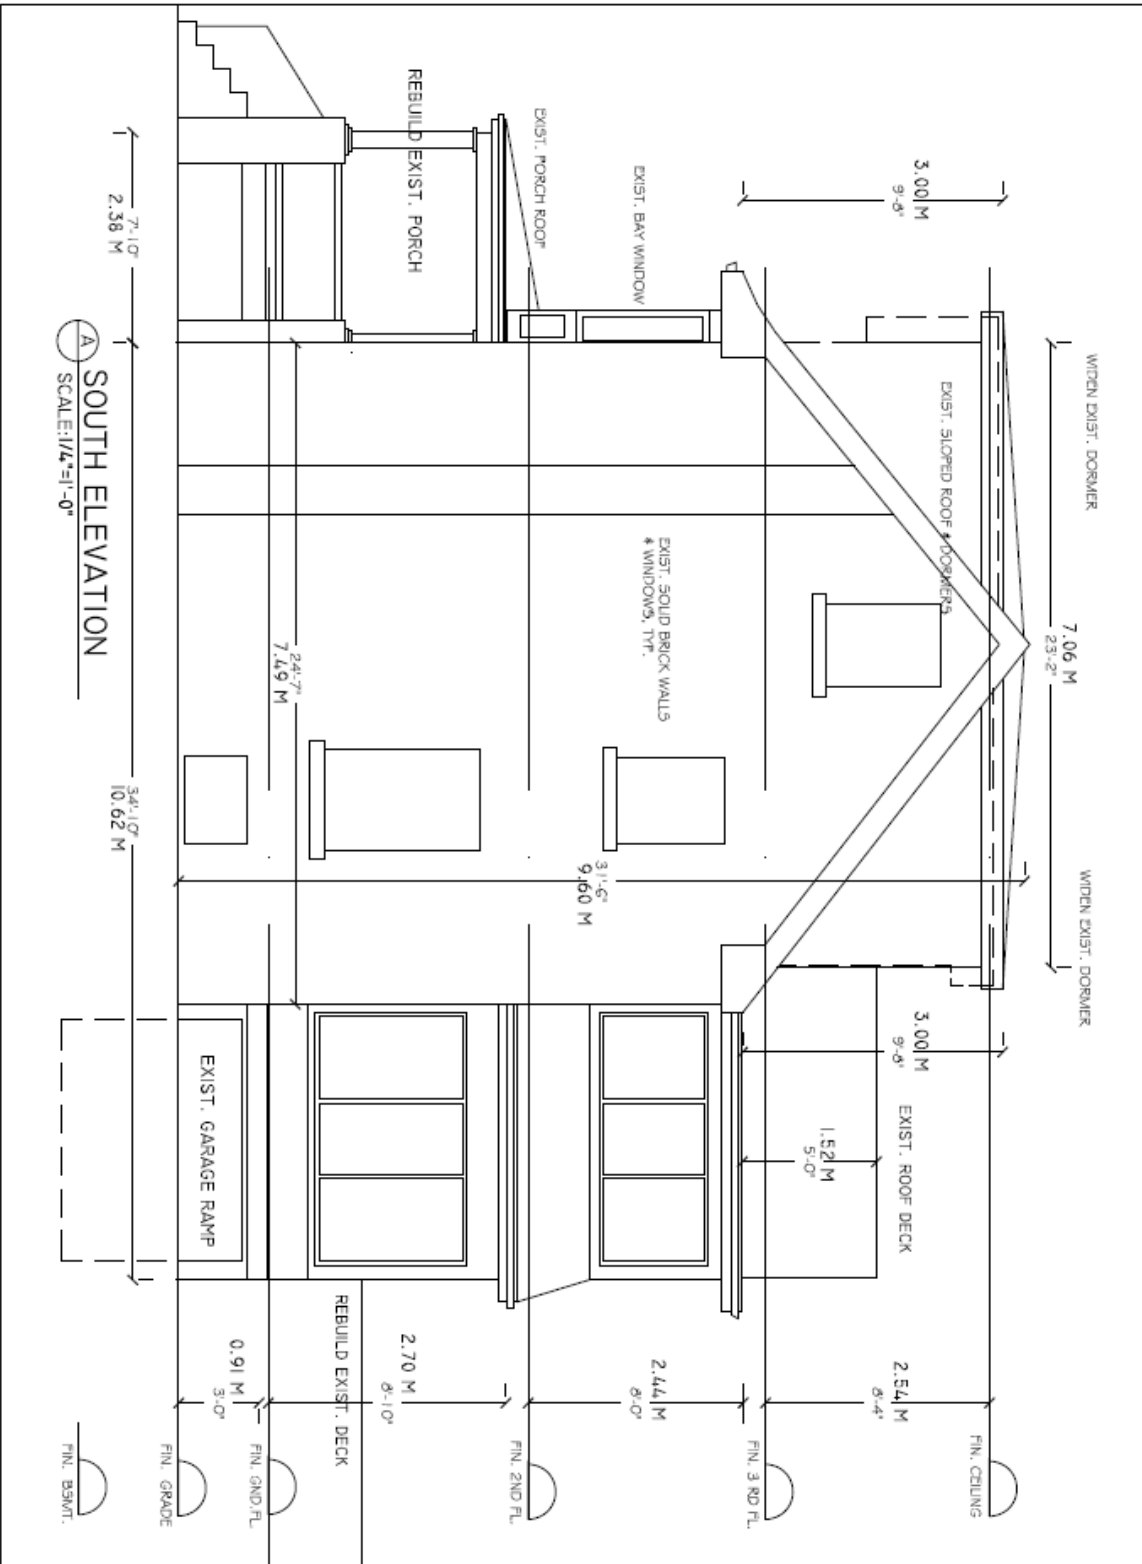 WIDEN EXIST. DORMER
WIDEN EXIST. DORMER
7.06 M
23'-2"
3.00 M
9'-8"
3.00 M
9'-8"
EXIST. SLOPED ROOF & DORMERS
EXIST. ROOF DECK
1.52 M
5'-0"
2.54 M
8'-4"
FIN. CEILING
EXIST. BAY WINDOW
EXIST. SOLID BRICK WALLS
& WINDOWS, TYP.
2.44 M
8'-0"
FIN. 3 RD FL.
EXIST. PORCH ROOF
31'-6"
9.60 M
FIN. 2ND FL.
REBUILD EXIST. PORCH
2.70 M
8'-10"
REBUILD EXIST. DECK
24'-7"
7.49 M
FIN. GND.FL.
EXIST. GARAGE RAMP
0.91 M
3'-0"
FIN. GRADE
7'-10"
2.38 M
34'-10"
10.62 M
FIN. BSMT.
A
SOUTH ELEVATION
SCALE:1/4"=1'-0"